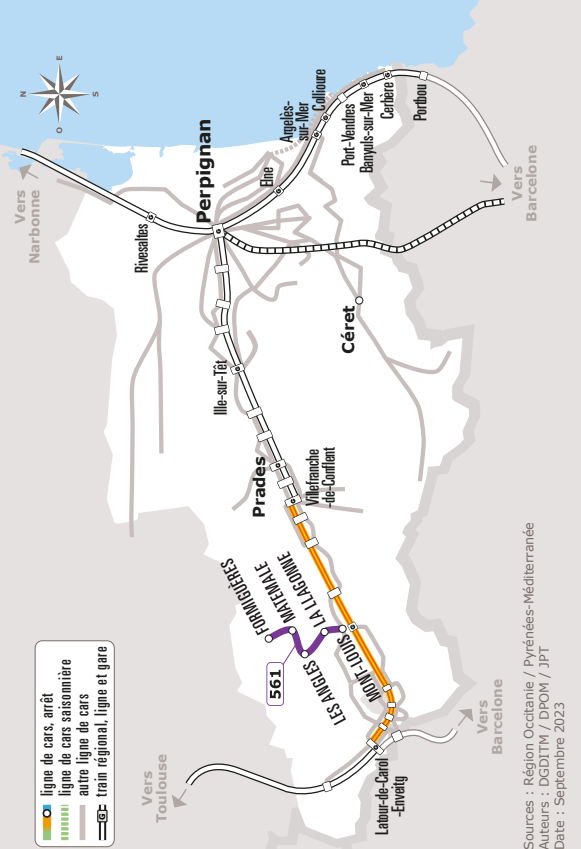 N
E
S
O
Vers
Narbonne
Rivesaltes
Perpignan
Elne
Argelès-
sur-Mer
Collioure
Port-Vendres
Banyuls-sur-Mer
Cerbère
Portbou
Vers
Barcelone
Céret
Ille-sur-Têt
Prades
Villefranche
-de-Conflent
FORMIGUÈRES
MATEMALE
LA LLAGONNE
LES ANGLES
MONT-LOUIS
561
Latour-de-Carol
-Enveitg
Vers
Barcelone
Vers
Toulouse
ligne de cars, arrêt
ligne de cars saisonnière
autre ligne de cars
train régional, ligne et gare
G
Sources : Région Occitanie / Pyrénées-Méditerranée
Auteurs : DGDITM / DPOM / JPT
Date : Septembre 2023